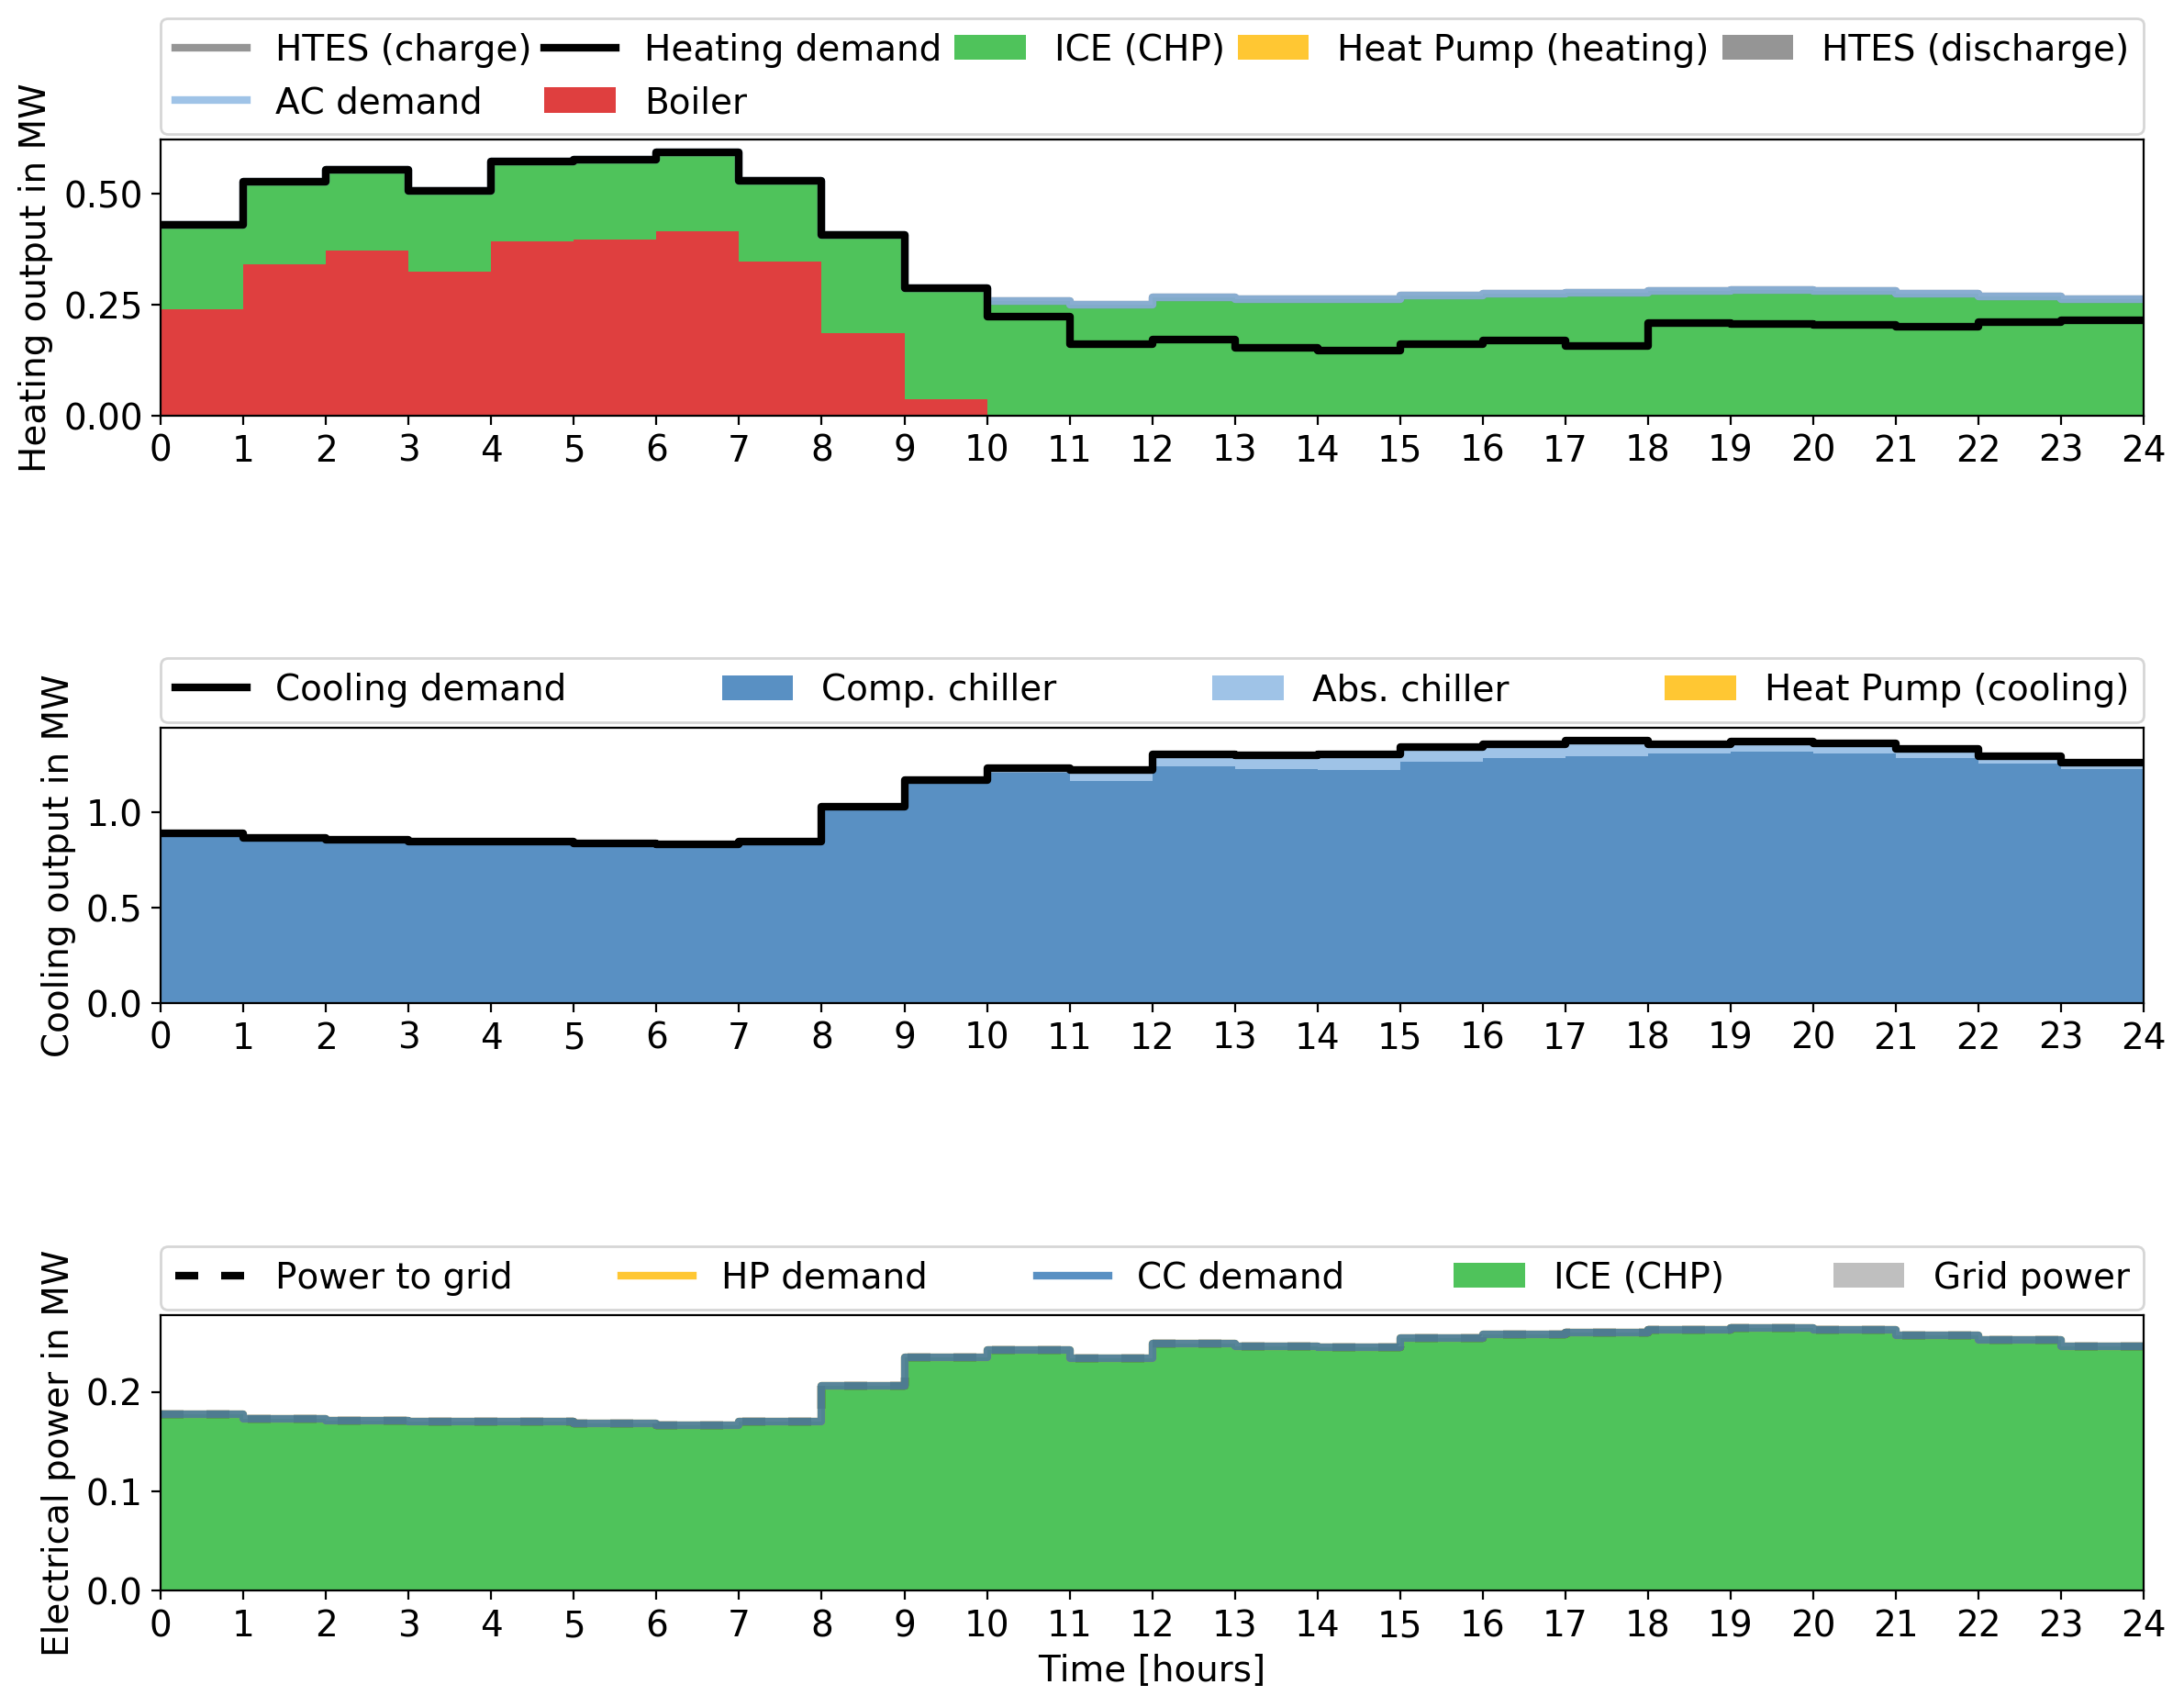 HTES (charge) Heating demand ICE (CHP) Heat Pump (heating) HTES (discharge)
AC demand Boiler
Heating output in MW
0.50
0.25
0.00
0 1 2 3 4 5 6 7 8 9 10 11 12 13 14 15 16 17 18 19 20 21 22 23 24
Cooling demand Comp. chiller Abs. chiller Heat Pump (cooling)
Cooling output in MW
1.0
0.5
0.0
0 1 2 3 4 5 6 7 8 9 10 11 12 13 14 15 16 17 18 19 20 21 22 23 24
Power to grid HP demand CC demand ICE (CHP) Grid power
Electrical power in MW
0.2
0.1
0.0
0 1 2 3 4 5 6 7 8 9 10 11 12 13 14 15 16 17 18 19 20 21 22 23 24
Time [hours]